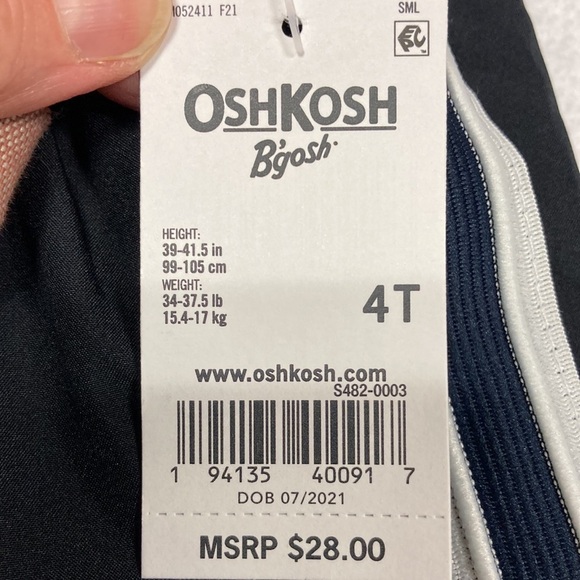 F21
SML
OSHKOSH
B'gosh
HEIGHT:
39-41.5 in
99-105 cm
WEIGHT:
34-37.5 lb
15.4-17 kg
4T
www.oshkosh.com
S482-0003
1 94135 40091 7
DOB 07/2021
MSRP $28.00